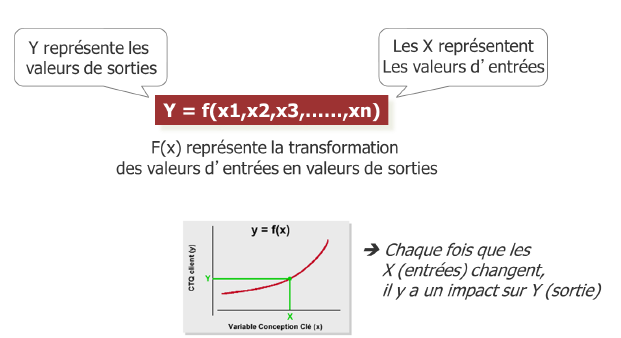 Y représente les
valeurs de sorties
Les X représentent
Les valeurs d'entrées
Y = f(x1,x2,x3,……,xn)
F(x) représente la transformation
des valeurs d'entrées en valeurs de sorties
y = f(x)
CTQ client (y)
Y
X
Variable Conception Clé (x)
➔ Chaque fois que les
X (entrées) changent,
il y a un impact sur Y (sortie)